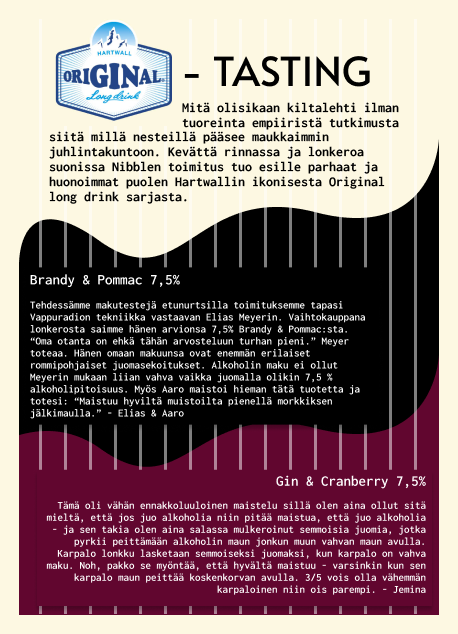 HARTWALL
ORIGINAL
Long drink
- TASTING
Mitä olisikaan kiltalehti ilman
tuoreinta empiiristä tutkimusta
siitä millä nesteillä pääsee maukkaimmin
juhlintakuntoon. Kevättä rinnassa ja lonkeroa
suonissa Nibblen toimitus tuo esille parhaat ja
huonoimmat puolen Hartwallin ikonisesta Original
long drink sarjasta.
Brandy & Pommac 7,5%
Tehdessämme makutestejä etunurtsilla toimituksemme tapasi
Vappuradion tekniikka vastaavan Elias Meyerin. Vaihtokauppana
lonkerosta saimme hänen arvionsa 7,5% Brandy & Pommac:sta.
“Oma otanta on ehkä tähän arvosteluun turhan pieni.” Meyer
toteaa. Hänen omaan makuunsa ovat enemmän erilaiset
rommipohjaiset juomasekoitukset. Alkoholin maku ei ollut
Meyerin mukaan liian vahva vaikka juomalla olikin 7,5 %
alkoholipitoisuus. Myös Aaro maistoi hieman tätä tuotetta ja
totesi: “Maistuu hyviltä muistoilta pienellä morkkiksen
jälkimaulla.” - Elias & Aaro
Gin & Cranberry 7,5%
Tämä oli vähän ennakkoluuloinen maistelu sillä olen aina ollut sitä
mieltä, että jos juo alkoholia niin pitää maistua, että juo alkoholia
- ja sen takia olen aina salassa mulkeroinut semmoisia juomia, jotka
pyrkii peittämään alkoholin maun jonkun muun vahvan maun avulla.
Karpalo lonkku lasketaan semmoiseksi juomaksi, kun karpalo on vahva
maku. Noh, pakko se myöntää, että hyvältä maistuu - varsinkin kun sen
karpalo maun peittää koskenkorvan avulla. 3/5 vois olla vähemmän
karpaloinen niin ois parempi. - Jemina